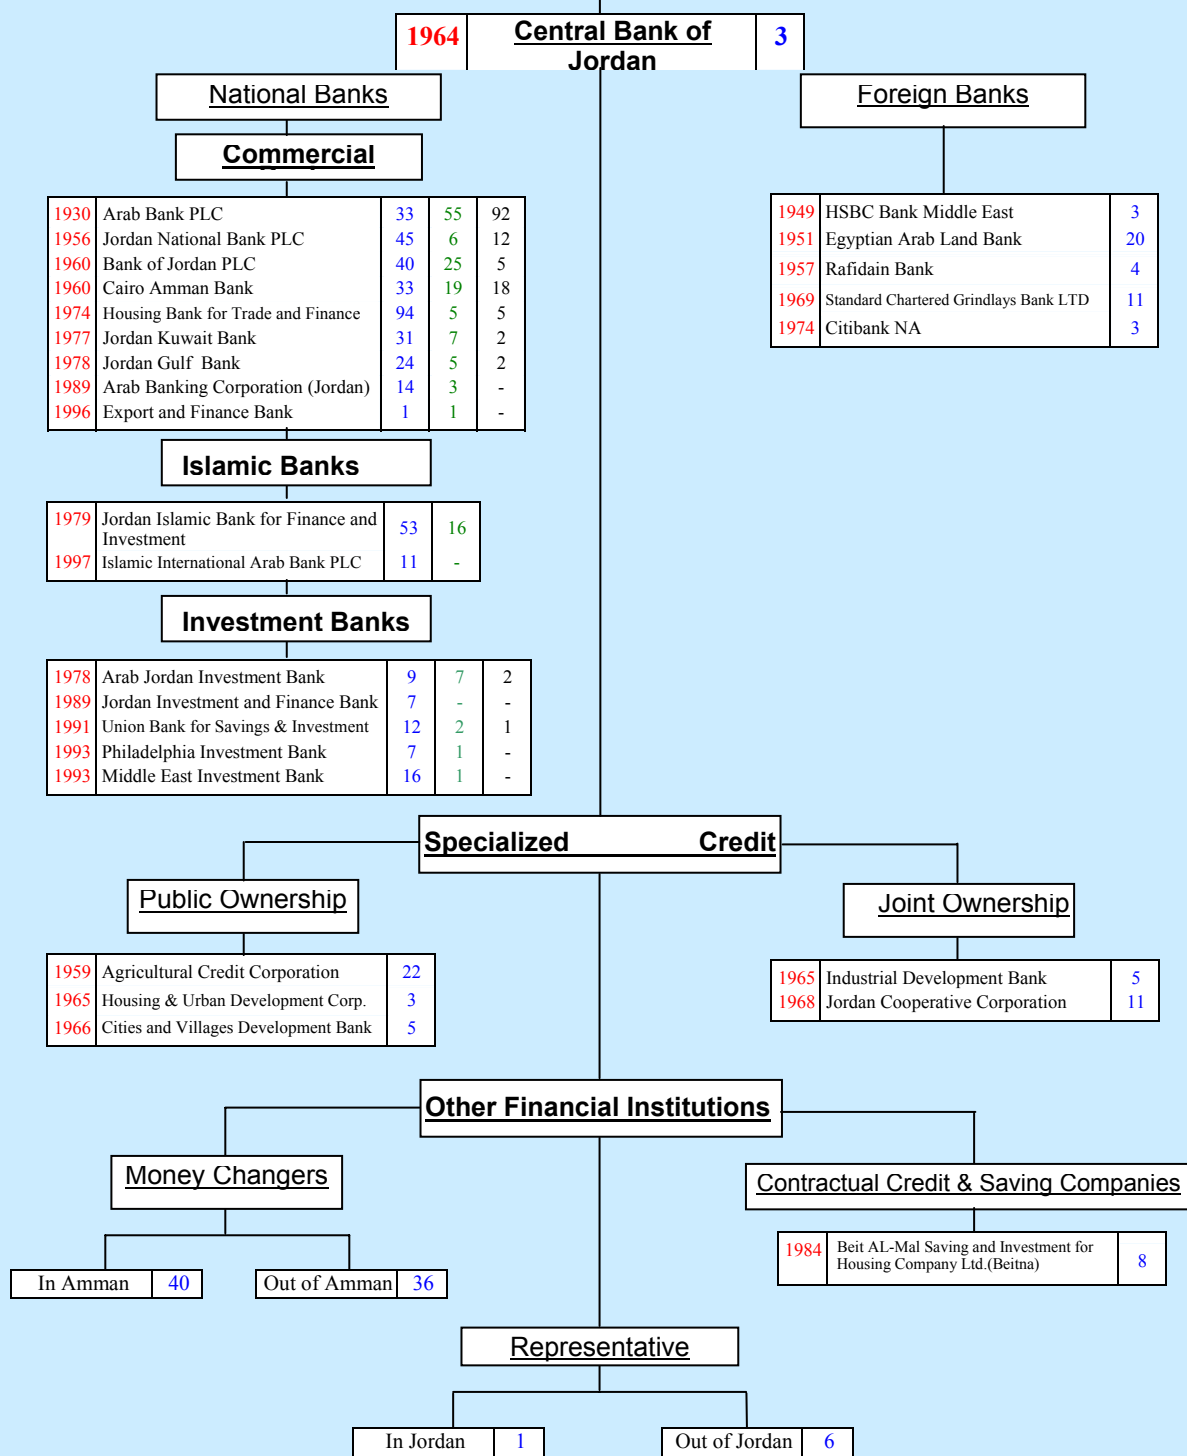 1964 Central Bank of Jordan 3
National Banks
Foreign Banks
Commercial
1930 Arab Bank PLC 33 55 92
1956 Jordan National Bank PLC 45 6 12
1960 Bank of Jordan PLC 40 25 5
1960 Cairo Amman Bank 33 19 18
1974 Housing Bank for Trade and Finance 94 5 5
1977 Jordan Kuwait Bank 31 7 2
1978 Jordan Gulf Bank 24 5 2
1989 Arab Banking Corporation (Jordan) 14 3 -
1996 Export and Finance Bank 1 1 -
1949 HSBC Bank Middle East 3
1951 Egyptian Arab Land Bank 20
1957 Rafidain Bank 4
1969 Standard Chartered Grindlays Bank LTD 11
1974 Citibank NA 3
Islamic Banks
1979 Jordan Islamic Bank for Finance and
Investment 53 16
1997 Islamic International Arab Bank PLC 11 -
Investment Banks
1978 Arab Jordan Investment Bank 9 7 2
1989 Jordan Investment and Finance Bank 7 - -
1991 Union Bank for Savings & Investment 12 2 1
1993 Philadelphia Investment Bank 7 1 -
1993 Middle East Investment Bank 16 1 -
Specialized Credit
Public Ownership
Joint Ownership
1959 Agricultural Credit Corporation 22
1965 Housing & Urban Development Corp. 3
1966 Cities and Villages Development Bank 5
1965 Industrial Development Bank 5
1968 Jordan Cooperative Corporation 11
Other Financial Institutions
Money Changers
Contractual Credit & Saving Companies
1984 Beit AL-Mal Saving and Investment for
Housing Company Ltd.(Beitna) 8
In Amman 40
Out of Amman 36
Representative
In Jordan 1
Out of Jordan 6